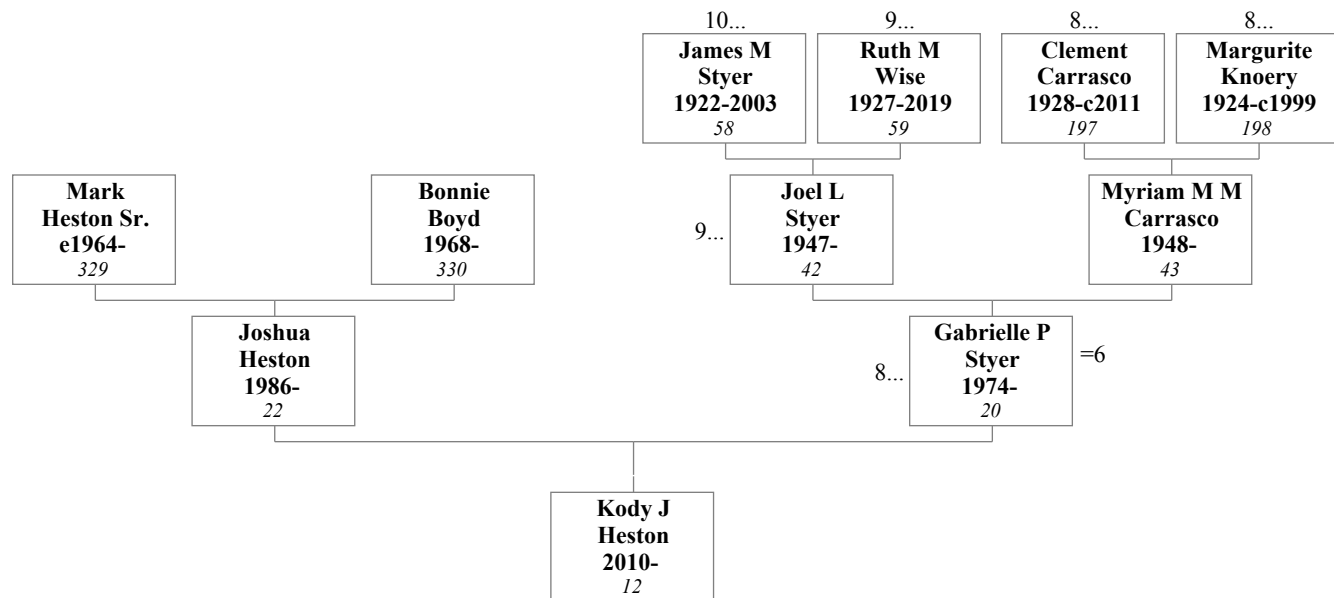 10...
9...
8...
8...
James M
Styer
1922-2003
58
Ruth M
Wise
1927-2019
59
Clement
Carrasco
1928-c2011
197
Margurite
Knoery
1924-c1999
198
Mark
Heston Sr.
e1964-
329
Bonnie
Boyd
1968-
330
9...
Joel L
Styer
1947-
42
Myriam M M
Carrasco
1948-
43
Joshua
Heston
1986-
22
8...
Gabrielle P
Styer
1974-
20
=6
Kody J
Heston
2010-
12